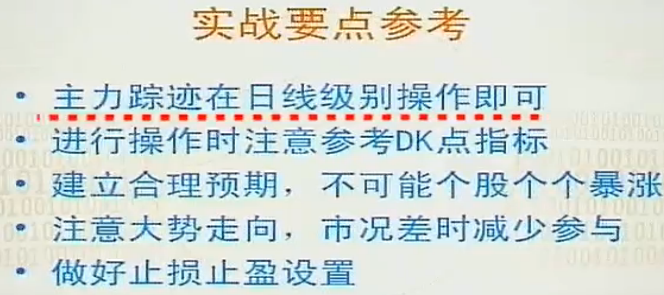 实战要点参考
• 主力踪迹在日线级别操作即可
• 进行操作时注意参考DK点指标
• 建立合理预期，不可能个股个个暴涨
• 注意大势走向，市况差时减少参与
• 做好止损止盈设置